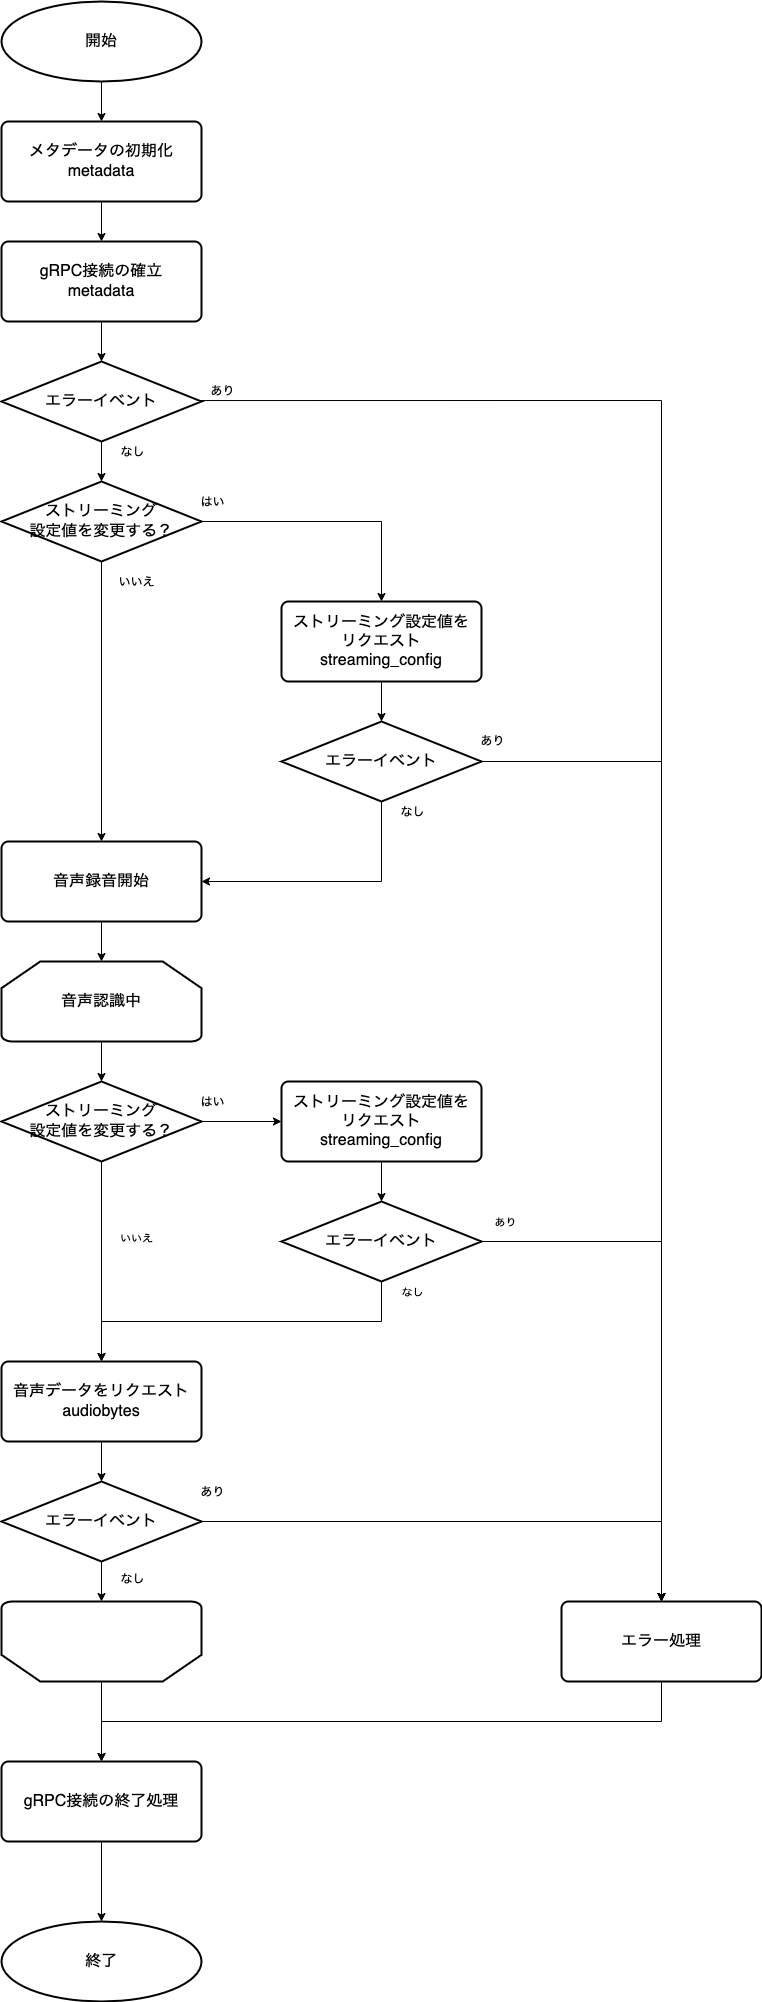 開始
メタデータの初期化
metadata
gRPC接続の確立
metadata
エラーイベント
あり
なし
ストリーミング
設定値を変更する？
はい
いいえ
ストリーミング設定値を
リクエスト
streaming_config
エラーイベント
あり
なし
音声録音開始
音声認識中
ストリーミング
設定値を変更する？
はい
いいえ
ストリーミング設定値を
リクエスト
streaming_config
エラーイベント
あり
なし
音声データをリクエスト
audiobytes
エラーイベント
あり
なし
エラー処理
gRPC接続の終了処理
終了